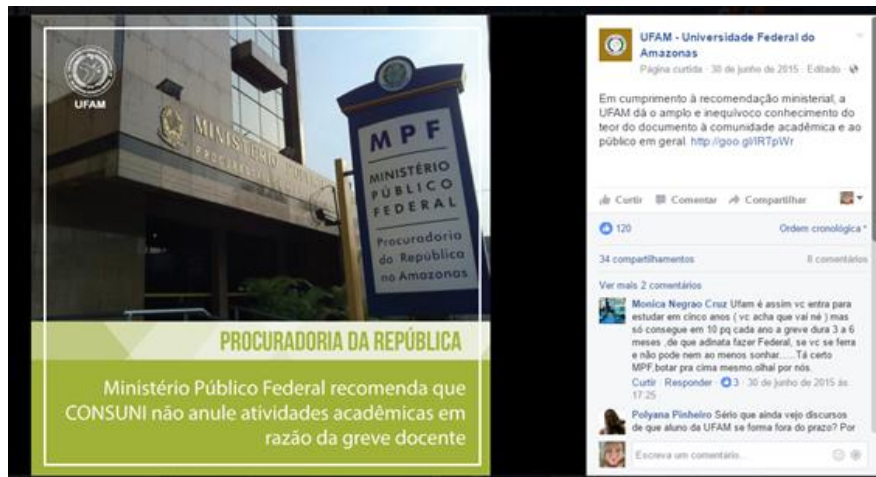 UFAM
MINISTÉRIO
MPF
MINISTÉRIO
PÚBLICO
FEDERAL
Procuradoria
da República
no Amazonas
PROCURADORIA DA REPÚBLICA
Ministério Público Federal recomenda que
CONSUNI não anule atividades acadêmicas em
razão da greve docente
UFAM - Universidade Federal do
Amazonas
Página curtida · 30 de junho de 2015 · Editado ·
Em cumprimento à recomendação ministerial, a
UFAM dá o amplo e inequívoco conhecimento do
teor do documento à comunidade acadêmica e ao
público em geral. http://goo.gl/IRTpWr
Curtir Comentar Compartilhar
120 Ordem cronológica
34 compartilhamentos 8 comentários
Ver mais 2 comentários
Monica Negrao Cruz Ufam é assim vc entra para
estudar em cinco anos ( vc acha que vai né ) mas
só consegue em 10 pq cada ano a greve dura 3 a 6
meses ,de que adinata fazer Federal, se vc se ferra
e não pode nem ao menos sonhar......Tá certo
MPF,botar pra cima mesmo,olhai por nós.
Curtir · Responder · 3 · 30 de junho de 2015 às
17:25
Polyana Pinheiro Sério que ainda vejo discursos
de que aluno da UFAM se forma fora do prazo? Por
Escreva um comentário...